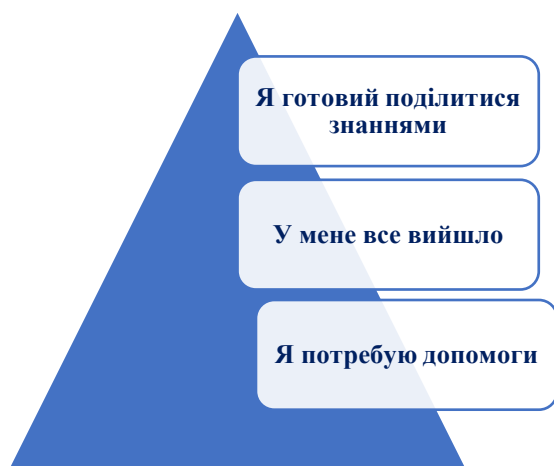 Я готовий поділитися
знаннями
У мене все вийшло
Я потребую допомоги